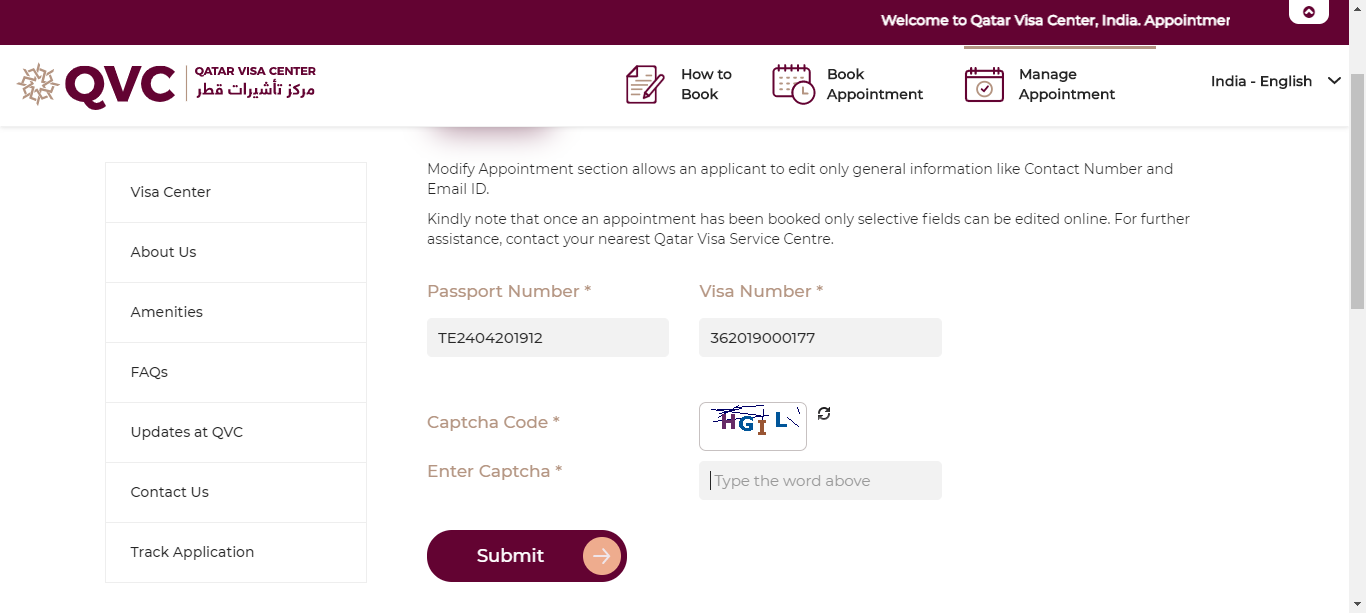 Welcome to Qatar Visa Center, India. Appointmen
QVC
QATAR VISA CENTER
مركز تأشيرات قطر
How to
Book
Book
Appointment
Manage
Appointment
India - English
Visa Center
About Us
Amenities
FAQs
Updates at QVC
Contact Us
Track Application
Modify Appointment section allows an applicant to edit only general information like Contact Number and
Email ID.
Kindly note that once an appointment has been booked only selective fields can be edited online. For further
assistance, contact your nearest Qatar Visa Service Centre.
Passport Number *
Visa Number *
TE2404201912
362019000177
Captcha Code *
Enter Captcha *
Type the word above
Submit